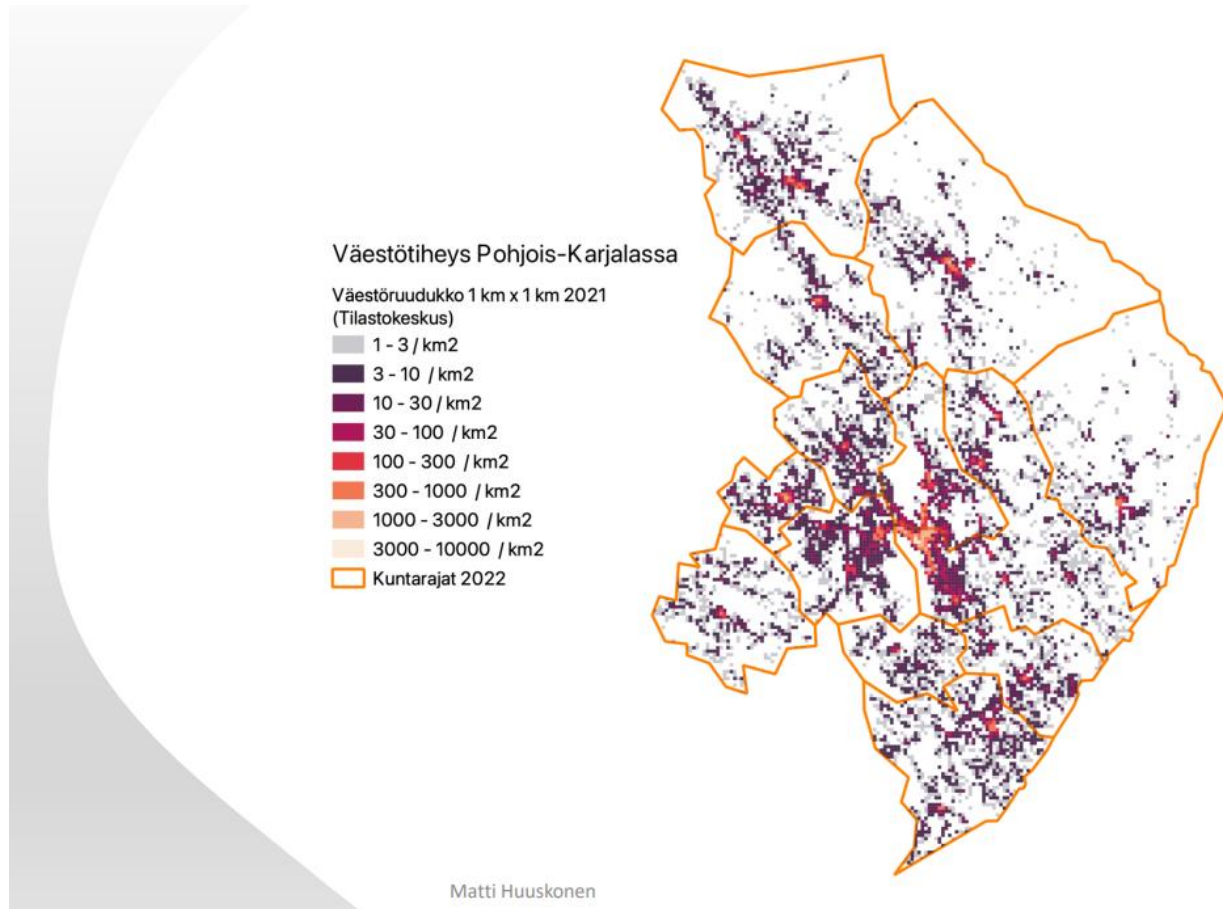 Väestötiheys Pohjois-Karjalassa
Väestöruudukko 1 km x 1 km 2021
(Tilastokeskus)
1 - 3 / km2
3 - 10 / km2
10 - 30 / km2
30 - 100 / km2
100 - 300 / km2
300 - 1000 / km2
1000 - 3000 / km2
3000 - 10000 / km2
Kuntarajat 2022
Matti Huuskonen